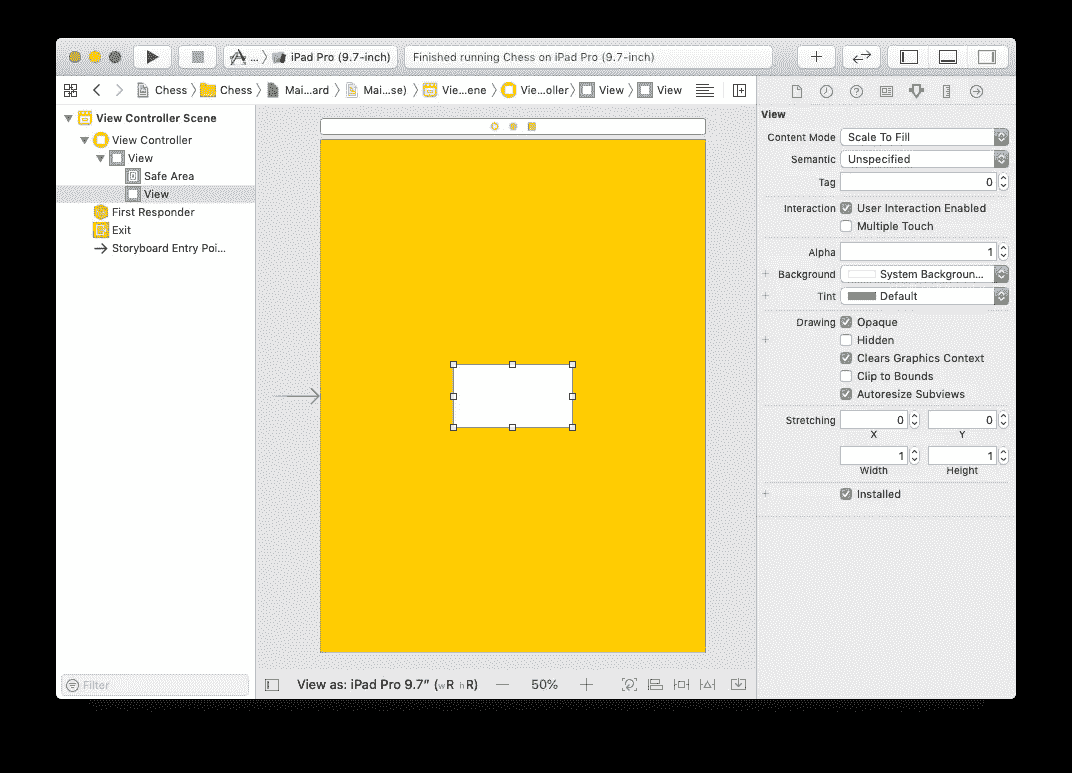 ... 〉 iPad Pro (9.7-inch) Finished running Chess on iPad Pro (9.7-inch)
Chess 〉 Chess 〉 Mai...ard 〉 Mai...se) 〉 Vie...ene 〉 Vie...oller 〉 View 〉 View
View Controller Scene
View Controller
View
Safe Area
View
First Responder
Exit
Storyboard Entry Poi...
Filter
View as: iPad Pro 9.7″ (wR hR) — 50% +
View
Content Mode Scale To Fill
Semantic Unspecified
Tag 0
Interaction User Interaction Enabled
Multiple Touch
Alpha 1
+ Background System Backgroun...
+ Tint Default
Drawing Opaque
+ Hidden
Clears Graphics Context
Clip to Bounds
Autoresize Subviews
Stretching 0 0
X Y
1 1
Width Height
+ Installed